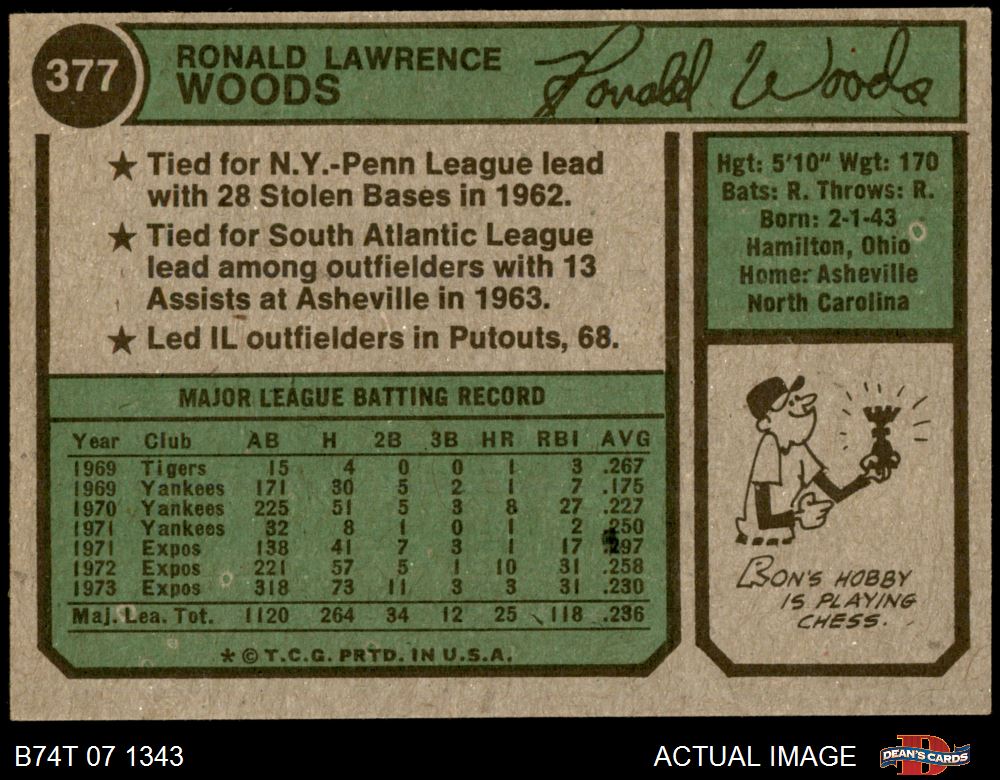 377
RONALD LAWRENCE
WOODS
Ronald Woods
★ Tied for N.Y.-Penn League lead
with 28 Stolen Bases in 1962.
★ Tied for South Atlantic League
lead among outfielders with 13
Assists at Asheville in 1963.
★ Led IL outfielders in Putouts, 68.
Hgt: 5'10" Wgt: 170
Bats: R. Throws: R.
Born: 2-1-43
Hamilton, Ohio
Home: Asheville
North Carolina
MAJOR LEAGUE BATTING RECORD
Year Club AB H 2B 3B HR RBI AVG
1969 Tigers 15 4 0 0 1 3 .267
1969 Yankees 171 30 5 2 1 7 .175
1970 Yankees 225 51 5 3 8 27 .227
1971 Yankees 32 8 1 0 1 2 .250
1971 Expos 138 41 7 3 1 17 .297
1972 Expos 221 57 5 1 10 31 .258
1973 Expos 318 73 11 3 3 31 .230
Maj. Lea. Tot. 1120 264 34 12 25 118 .236
* © T.C.G. PRTD. IN U.S.A.
RON'S HOBBY
IS PLAYING
CHESS.
B74T 07 1343
ACTUAL IMAGE
DEAN'S CARDS